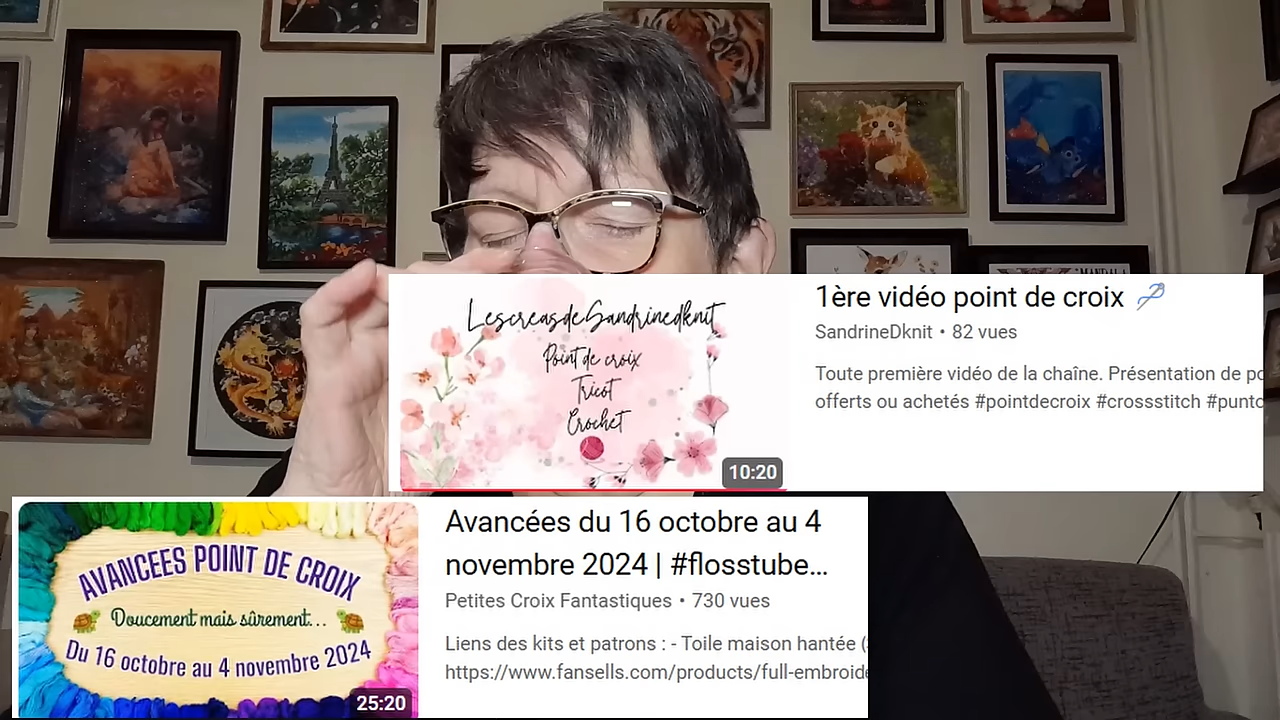 MANDALA
LescreasdeSandrinedknit
Point de croix
Tricot
Crochet
10:20
1ère vidéo point de croix
SandrineDknit • 82 vues
Toute première vidéo de la chaîne. Présentation de po
offerts ou achetés #pointdecroix #crossstitch #punto
AVANCEES POINT DE CROIX
Doucement mais sûrement...
Du 16 octobre au 4 novembre 2024
25:20
Avancées du 16 octobre au 4
novembre 2024 | #flosstube...
Petites Croix Fantastiques • 730 vues
Liens des kits et patrons : - Toile maison hantée (
https://www.fansells.com/products/full-embroide